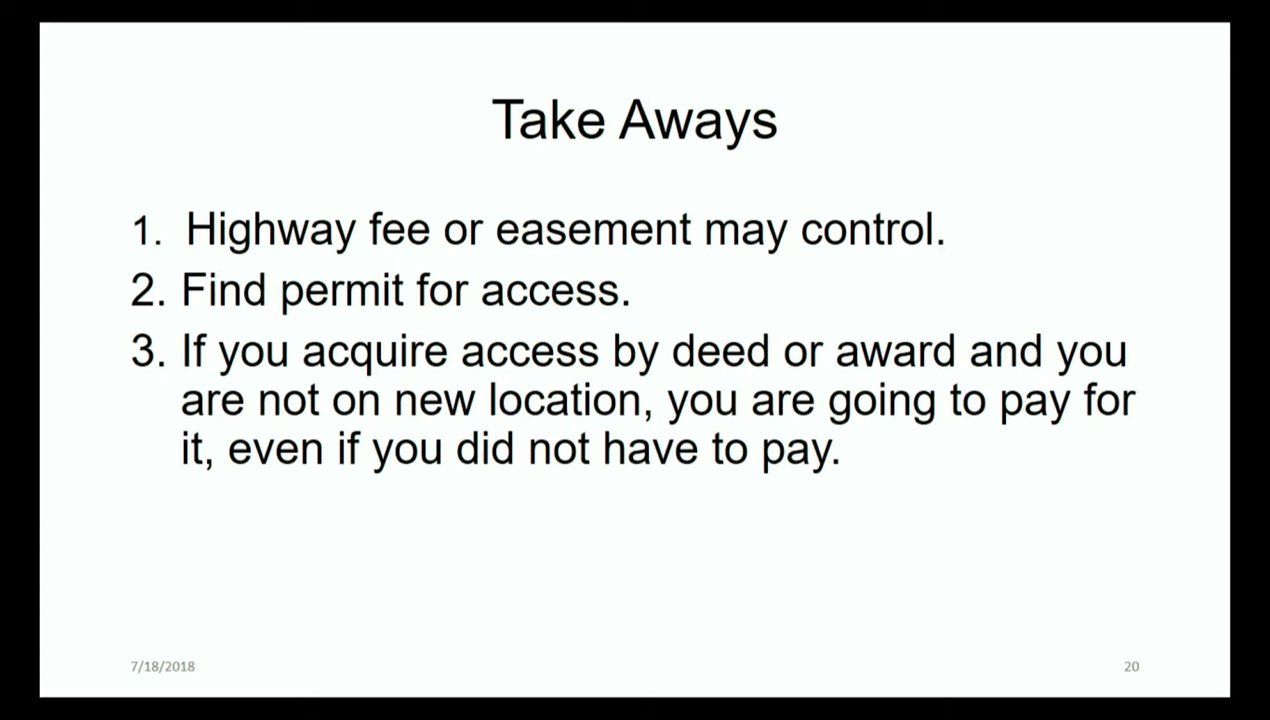 Take Aways
1. Highway fee or easement may control.
2. Find permit for access.
3. If you acquire access by deed or award and you
are not on new location, you are going to pay for
it, even if you did not have to pay.
7/18/2018
20